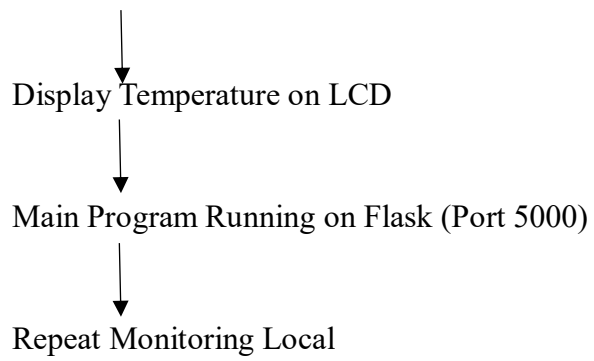 Display Temperature on LCD
Main Program Running on Flask (Port 5000)
Repeat Monitoring Local